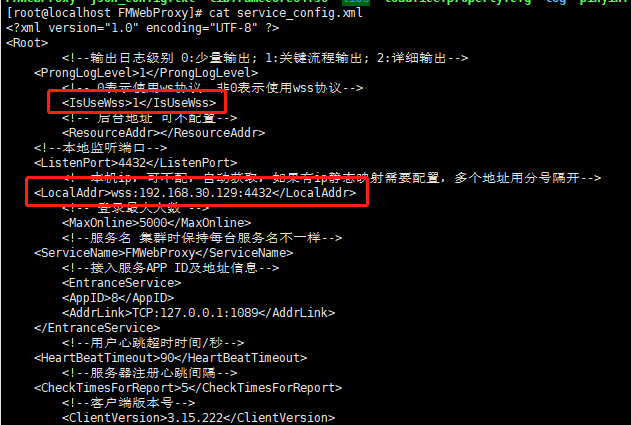 [root@localhost FMWebProxy]# cat service_config.xml
<?xml version="1.0" encoding="UTF-8" ?>
<Root>
<!--输出日志级别 0:少量输出; 1:关键流程输出; 2:详细输出-->
<ProngLogLevel>1</ProngLogLevel>
<!-- 0表示使用ws协议 非0表示使用wss协议-->
<IsUseWss>1</IsUseWss>
<!-- 后台地址 可不配置-->
<ResourceAddr></ResourceAddr>
<!--本地监听端口-->
<ListenPort>4432</ListenPort>
<!--本机ip, 可不配, 自动获取, 如果有ip静态映射需要配置, 多个地址用分号隔开-->
<LocalAddr>wss:192.168.30.129:4432</LocalAddr>
<!-- 登录最大人数 -->
<MaxOnline>5000</MaxOnline>
<!--服务名 集群时保持每台服务名不一样-->
<ServiceName>FMWebProxy</ServiceName>
<!--接入服务APP ID及地址信息-->
<EntranceService>
<AppID>8</AppID>
<AddrLink>TCP:127.0.0.1:1089</AddrLink>
</EntranceService>
<!--用户心跳超时时间/秒-->
<HeartBeatTimeout>90</HeartBeatTimeout>
<!--服务器注册心跳间隔-->
<CheckTimesForReport>5</CheckTimesForReport>
<!--客户端版本号-->
<ClientVersion>3.15.222</ClientVersion>